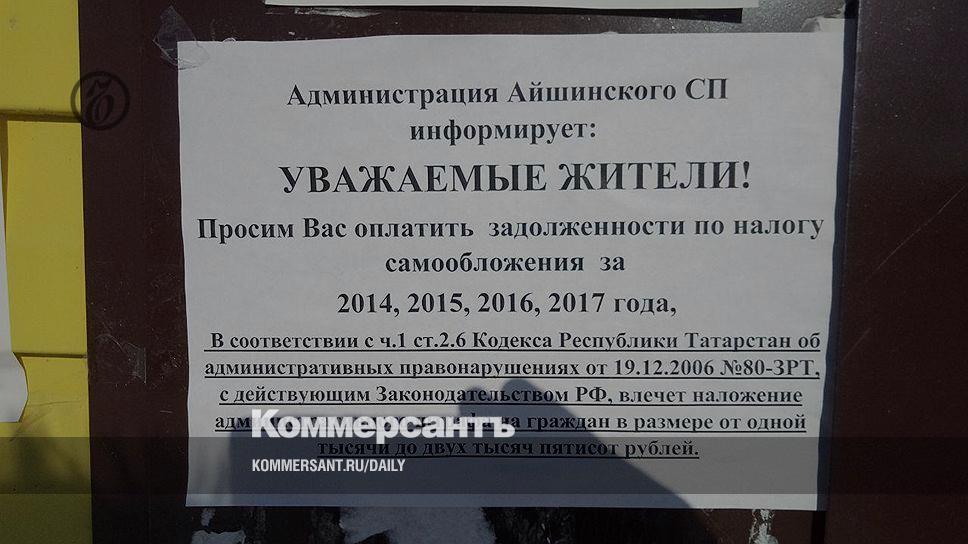 Администрация Айшинского СП
информирует:
УВАЖАЕМЫЕ ЖИТЕЛИ!
Просим Вас оплатить задолженности по налогу
самообложения за
2014, 2015, 2016, 2017 года,
В соответствии с ч.1 ст.2.6 Кодекса Республики Татарстан об
административных правонарушениях от 19.12.2006 №80-ЗРТ,
с действующим Законодательством РФ, влечет наложение
на граждан в размере от одной
Коммерсантъ
тысячи до двух тысяч пятисот рублей.
KOMMERSANT.RU/DAILY